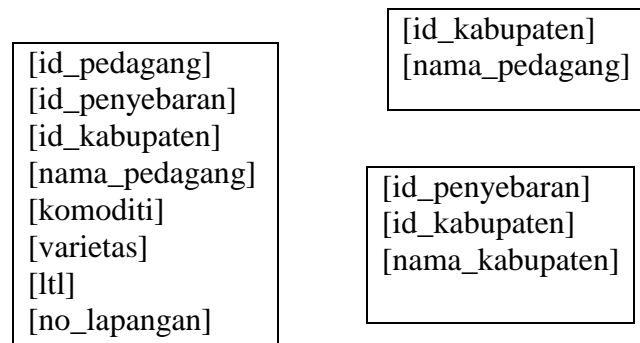 [id_pedagang]
[id_penyebaran]
[id_kabupaten]
[nama_pedagang]
[komoditi]
[varietas]
[ltl]
[no_lapangan]
[id_kabupaten]
[nama_pedagang]
[id_penyebaran]
[id_kabupaten]
[nama_kabupaten]